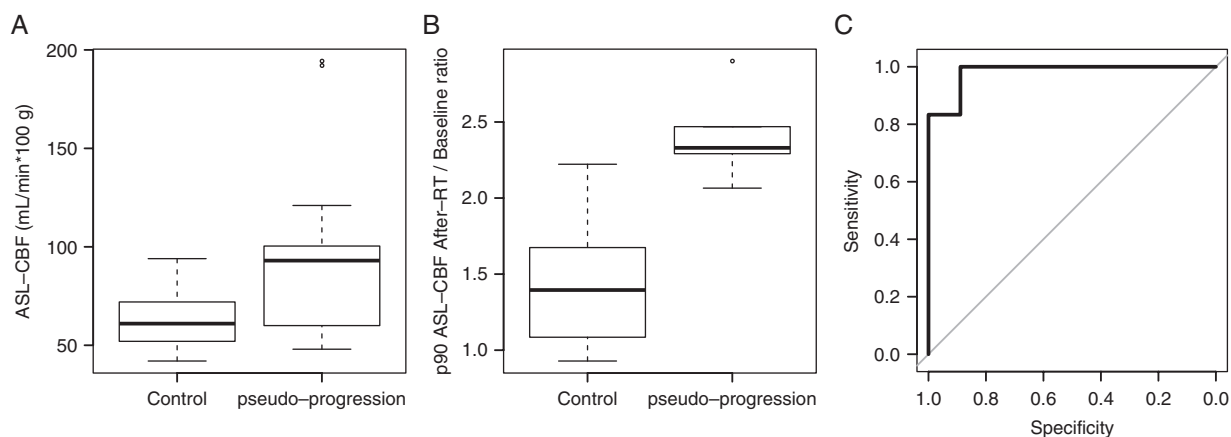 A
ASL–CBF (mL/min*100 g)
200
150
100
50
Control
pseudo–progression
B
p90 ASL–CBF After–RT / Baseline ratio
2.5
2.0
1.5
1.0
Control
pseudo–progression
C
Sensitivity
1.0
0.8
0.6
0.4
0.2
0.0
1.0 0.8 0.6 0.4 0.2 0.0
Specificity